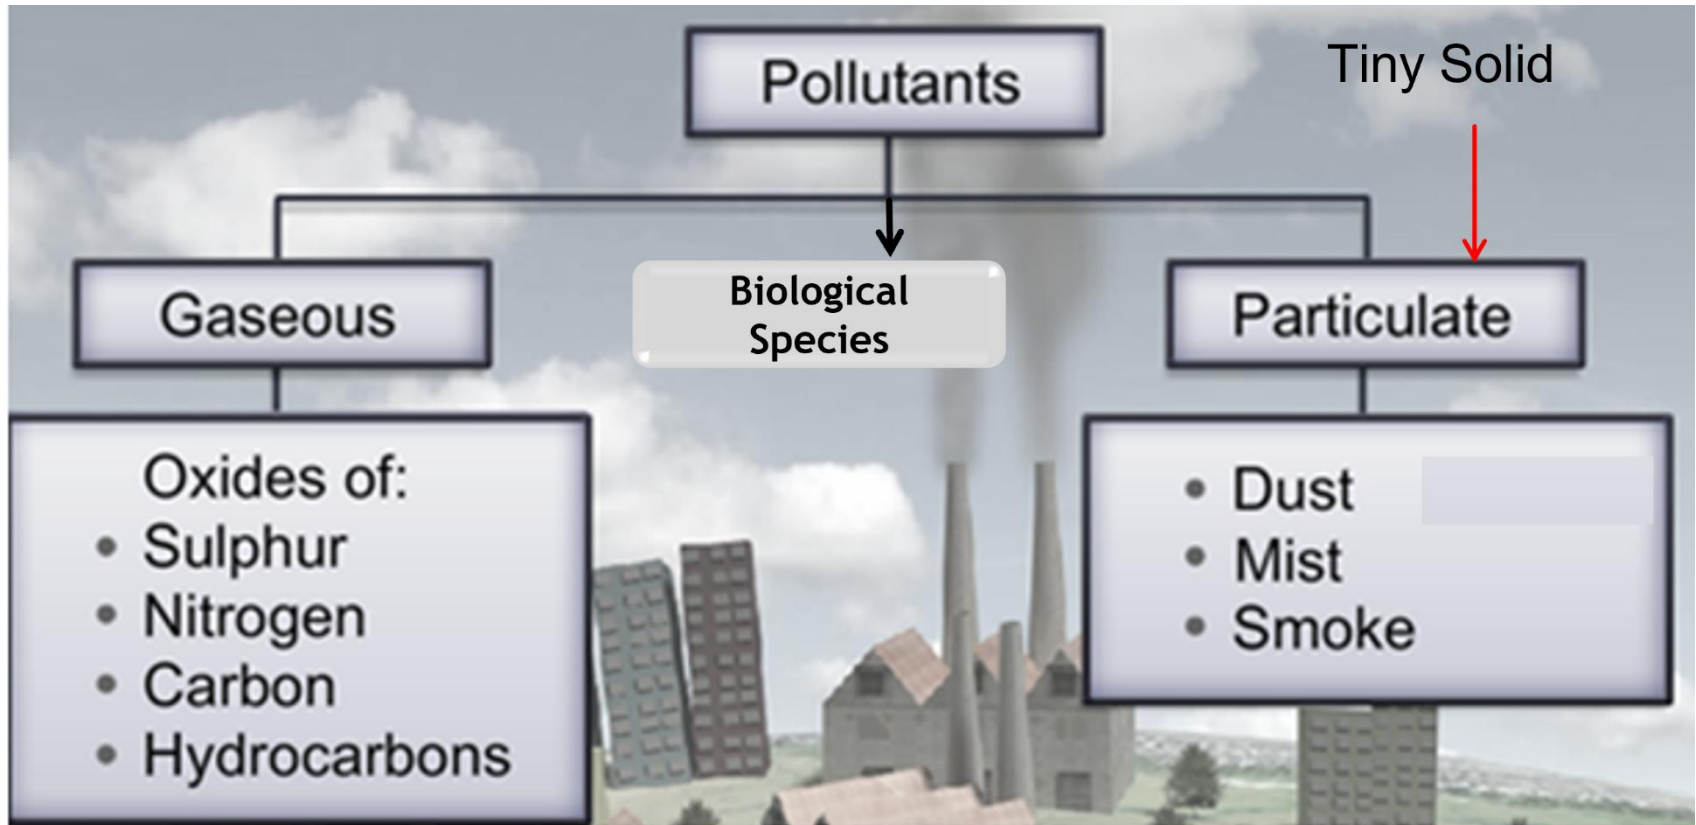 Pollutants
Tiny Solid
Gaseous
Biological
Species
Particulate
Oxides of:
• Sulphur
• Nitrogen
• Carbon
• Hydrocarbons
• Dust
• Mist
• Smoke